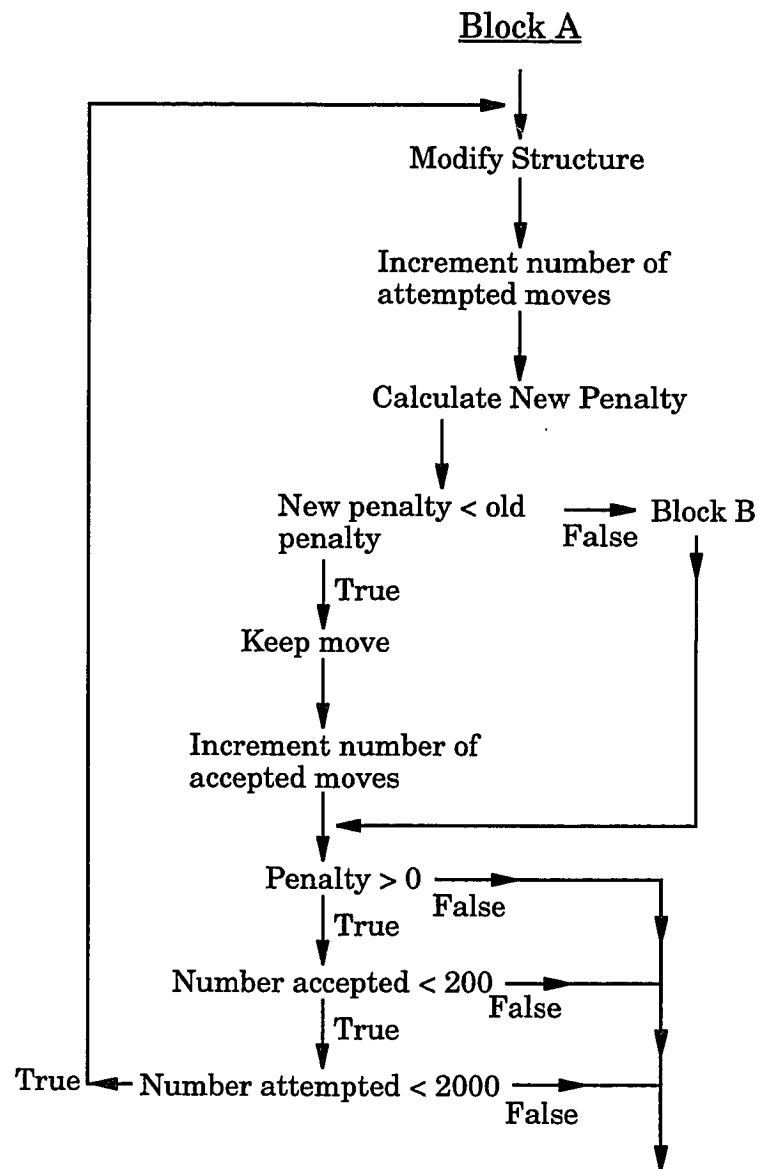 Block A
Modify Structure
Increment number of
attempted moves
Calculate New Penalty
New penalty < old
penalty
False
Block B
True
Keep move
Increment number of
accepted moves
Penalty > 0
False
True
Number accepted < 200
False
True
True
Number attempted < 2000
False